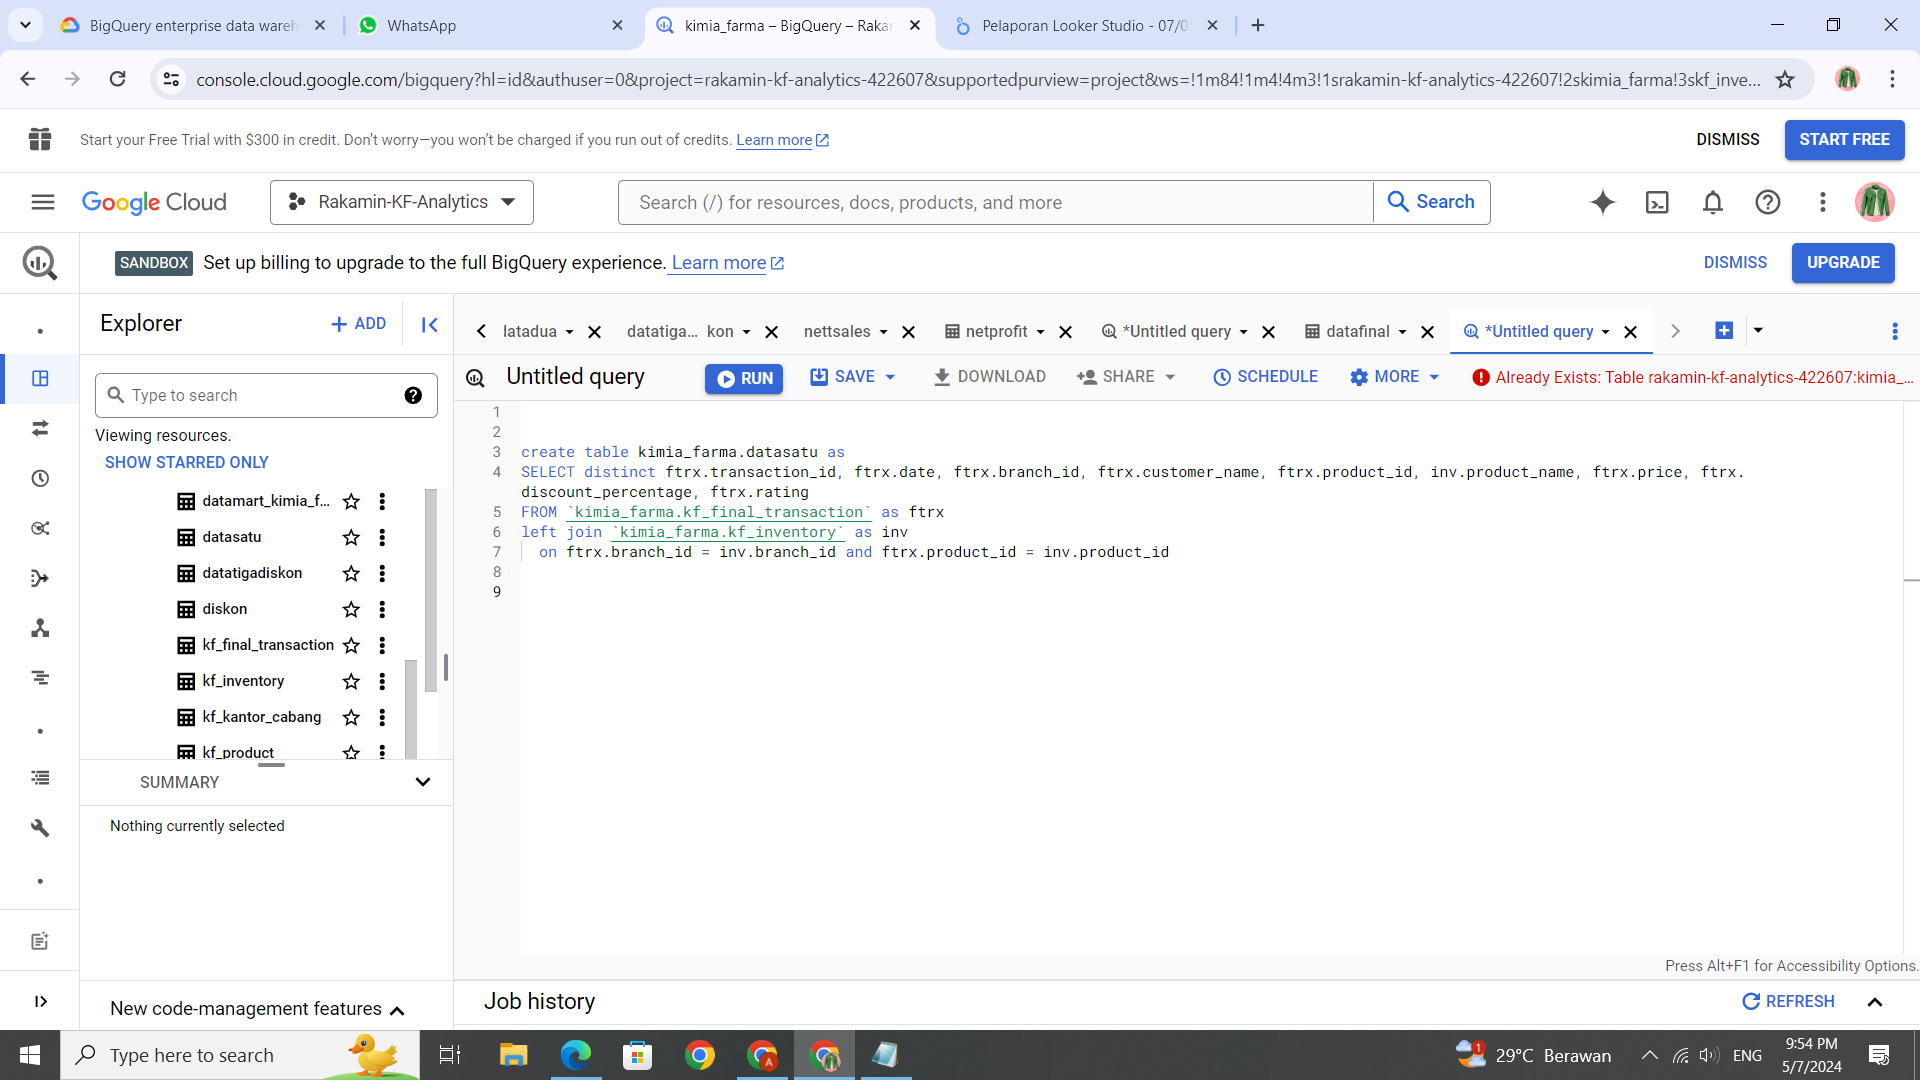 BigQuery enterprise data wareh
WhatsApp
kimia_farma – BigQuery – Rakar
Pelaporan Looker Studio - 07/0
console.cloud.google.com/bigquery?hl=id&authuser=0&project=rakamin-kf-analytics-422607&supportedpurview=project&ws=!1m84!1m4!4m3!1srakamin-kf-analytics-422607!2skimia_farma!3skf_inve...
Start your Free Trial with $300 in credit. Don't worry—you won't be charged if you run out of credits. Learn more
DISMISS
START FREE
Google Cloud
Rakamin-KF-Analytics
Search (/) for resources, docs, products, and more
Search
SANDBOX Set up billing to upgrade to the full BigQuery experience. Learn more
DISMISS
UPGRADE
Explorer
+ ADD
latadua
datatiga... kon
nettsales
netprofit
*Untitled query
datafinal
*Untitled query
Untitled query
RUN
SAVE
DOWNLOAD
SHARE
SCHEDULE
MORE
Already Exists: Table rakamin-kf-analytics-422607:kimia_...
Type to search
Viewing resources.
SHOW STARRED ONLY
datamart_kimia_f...
datasatu
datatigadiskon
diskon
kf_final_transaction
kf_inventory
kf_kantor_cabang
kf_product
SUMMARY
Nothing currently selected
New code-management features
1
2
3 create table kimia_farma.datasatu as
4 SELECT distinct ftrx.transaction_id, ftrx.date, ftrx.branch_id, ftrx.customer_name, ftrx.product_id, inv.product_name, ftrx.price, ftrx.
discount_percentage, ftrx.rating
5 FROM `kimia_farma.kf_final_transaction` as ftrx
6 left join `kimia_farma.kf_inventory` as inv
7 on ftrx.branch_id = inv.branch_id and ftrx.product_id = inv.product_id
8
9
Press Alt+F1 for Accessibility Options.
Job history
REFRESH
Type here to search
1
29°C Berawan
ENG
9:54 PM
5/7/2024